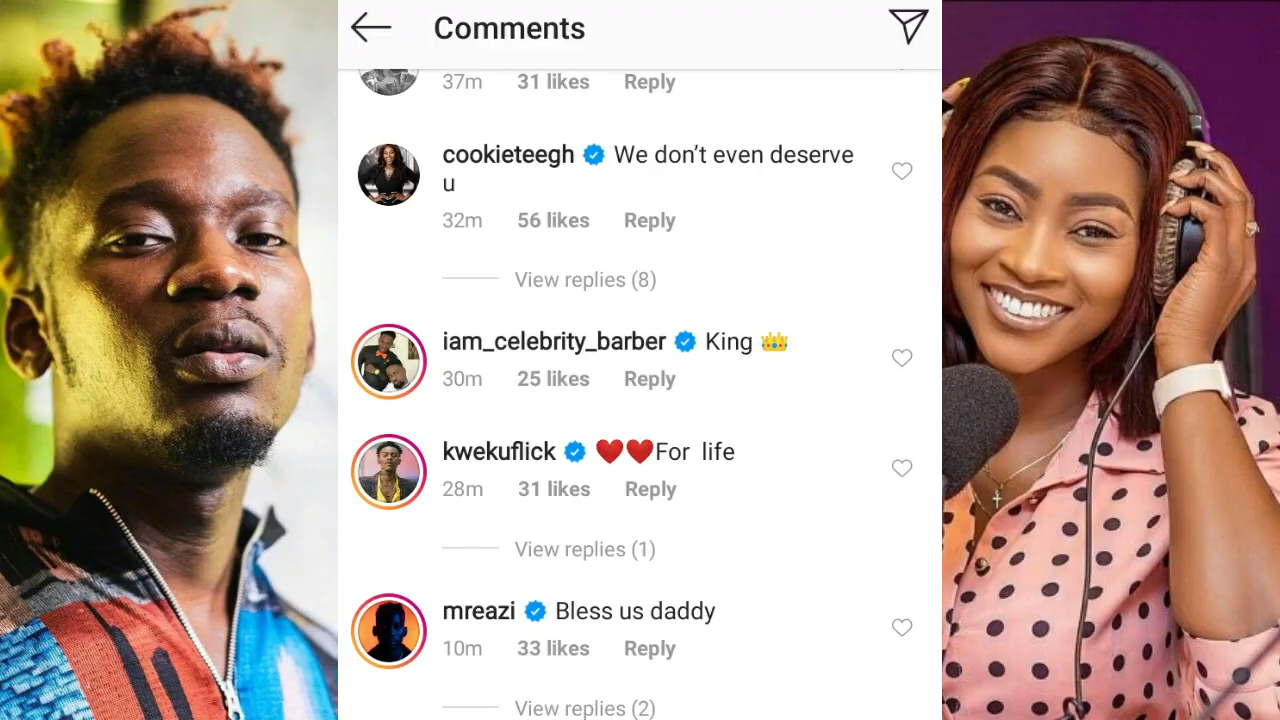 Comments
37m 31 likes Reply
cookieteegh We don’t even deserve
u
32m 56 likes Reply
View replies (8)
iam_celebrity_barber King 👑
30m 25 likes Reply
kwekuflick ❤️❤️For life
28m 31 likes Reply
View replies (1)
mreazi Bless us daddy
10m 33 likes Reply
View replies (2)